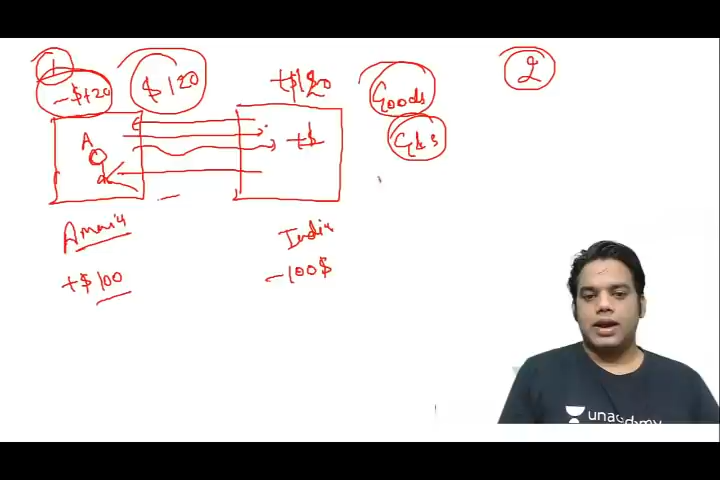 1
2
-$120
$120
+$120
Goods
A
+$
G&S
America
India
+$100
-100$
unacademy